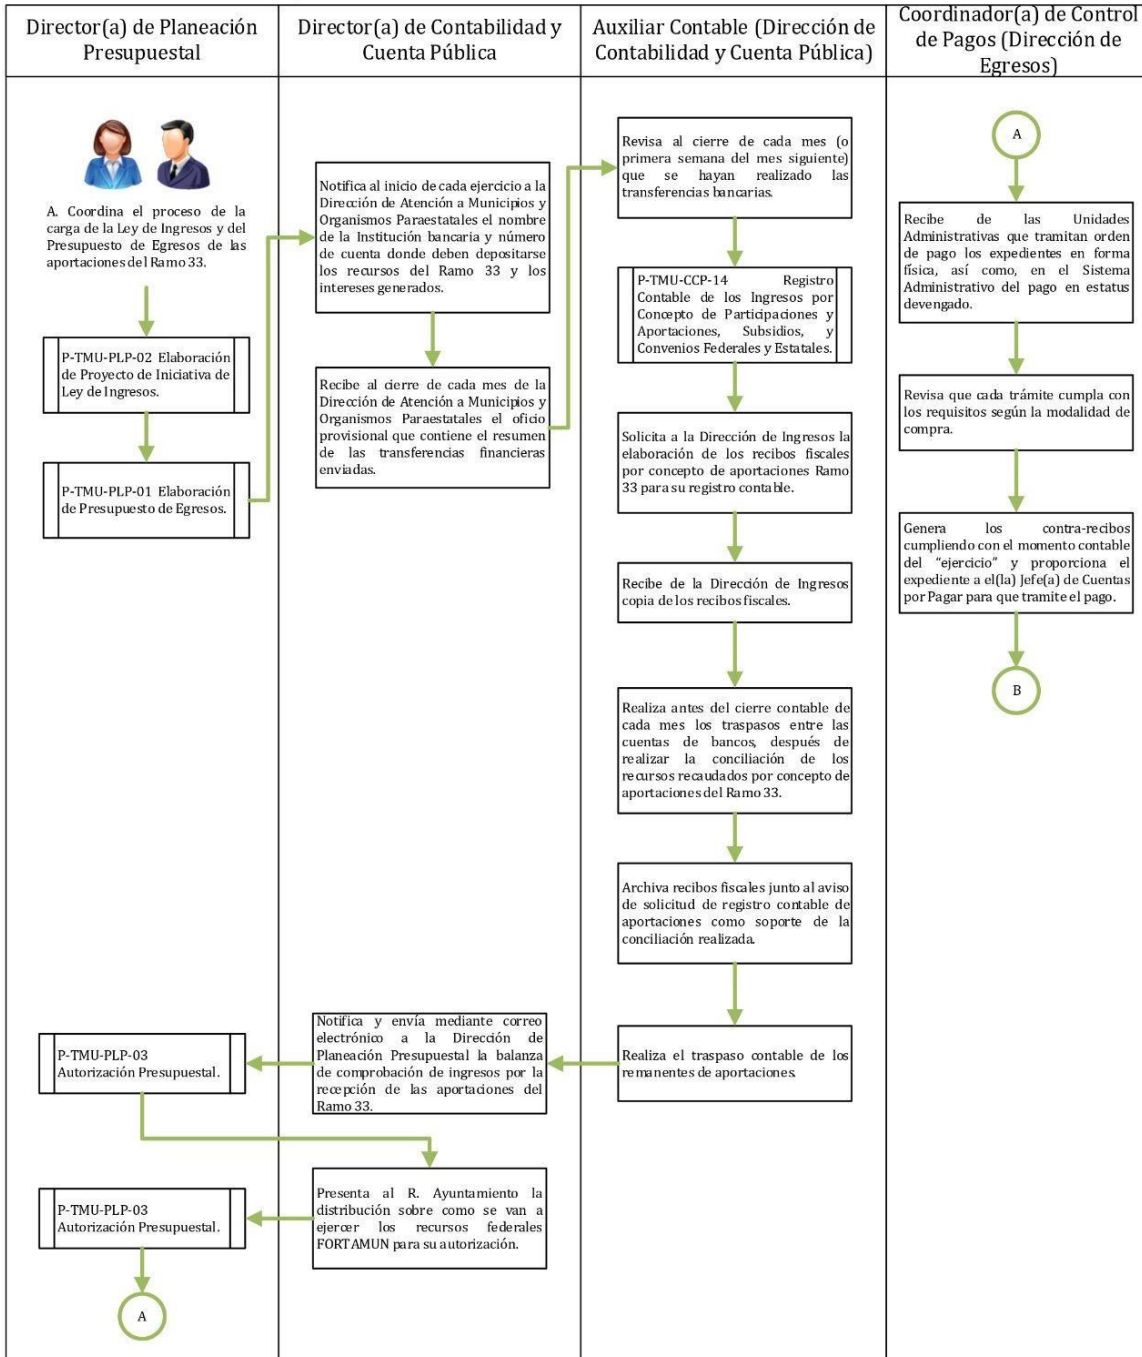 Director(a) de Planeación
Presupuestal
Director(a) de Contabilidad y
Cuenta Pública
Auxiliar Contable (Dirección de
Contabilidad y Cuenta Pública)
Coordinador(a) de Control
de Pagos (Dirección de
Egresos)
A. Coordina el proceso de la
carga de la Ley de Ingresos y del
Presupuesto de Egresos de las
aportaciones del Ramo 33.
P-TMU-PLP-02 Elaboración
de Proyecto de Iniciativa de
Ley de Ingresos.
P-TMU-PLP-01 Elaboración
de Presupuesto de Egresos.
Notifica al inicio de cada ejercicio a la
Dirección de Atención a Municipios y
Organismos Paraestatales el nombre
de la Institución bancaria y número
de cuenta donde deben depositarse
los recursos del Ramo 33 y los
intereses generados.
Recibe al cierre de cada mes de la
Dirección de Atención a Municipios y
Organismos Paraestatales el oficio
provisional que contiene el resumen
de las transferencias financieras
enviadas.
Revisa al cierre de cada mes (o
primera semana del mes siguiente)
que se hayan realizado las
transferencias bancarias.
P-TMU-CCP-14 Registro
Contable de los Ingresos por
Concepto de Participaciones y
Aportaciones, Subsidios, y
Convenios Federales y Estatales.
Solicita a la Dirección de Ingresos la
elaboración de los recibos fiscales
por concepto de aportaciones Ramo
33 para su registro contable.
Recibe de la Dirección de Ingresos
copia de los recibos fiscales.
Realiza antes del cierre contable de
cada mes los traspasos entre las
cuentas de bancos, después de
realizar la conciliación de los
recursos recaudados por concepto de
aportaciones del Ramo 33.
Archiva recibos fiscales junto al aviso
de solicitud de registro contable de
aportaciones como soporte de la
conciliación realizada.
Realiza el traspaso contable de los
remanentes de aportaciones.
Notifica y envía mediante correo
electrónico a la Dirección de
Planeación Presupuestal la balanza
de comprobación de ingresos por la
recepción de las aportaciones del
Ramo 33.
P-TMU-PLP-03
Autorización Presupuestal.
Presenta al R. Ayuntamiento la
distribución sobre como se van a
ejercer los recursos federales
FORTAMUN para su autorización.
P-TMU-PLP-03
Autorización Presupuestal.
A
A
Recibe de las Unidades
Administrativas que tramitan orden
de pago los expedientes en forma
física, así como, en el Sistema
Administrativo del pago en estatus
devengado.
Revisa que cada trámite cumpla con
los requisitos según la modalidad de
compra.
Genera los contra-recibos
cumpliendo con el momento contable
del “ejercicio” y proporciona el
expediente a el(la) Jefe(a) de Cuentas
por Pagar para que tramite el pago.
B